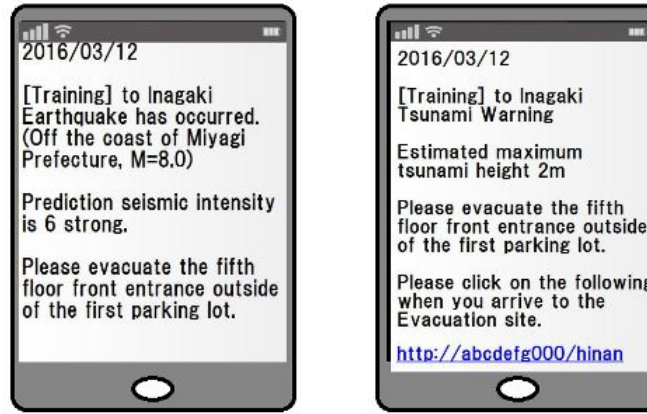 2016/03/12
[Training] to Inagaki
Earthquake has occurred.
(Off the coast of Miyagi
Prefecture, M=8.0)
Prediction seismic intensity
is 6 strong.
Please evacuate the fifth
floor front entrance outside
of the first parking lot.
2016/03/12
[Training] to Inagaki
Tsunami Warning
Estimated maximum
tsunami height 2m
Please evacuate the fifth
floor front entrance outside
of the first parking lot.
Please click on the following
when you arrive to the
Evacuation site.
http://abcdefg000/hinan